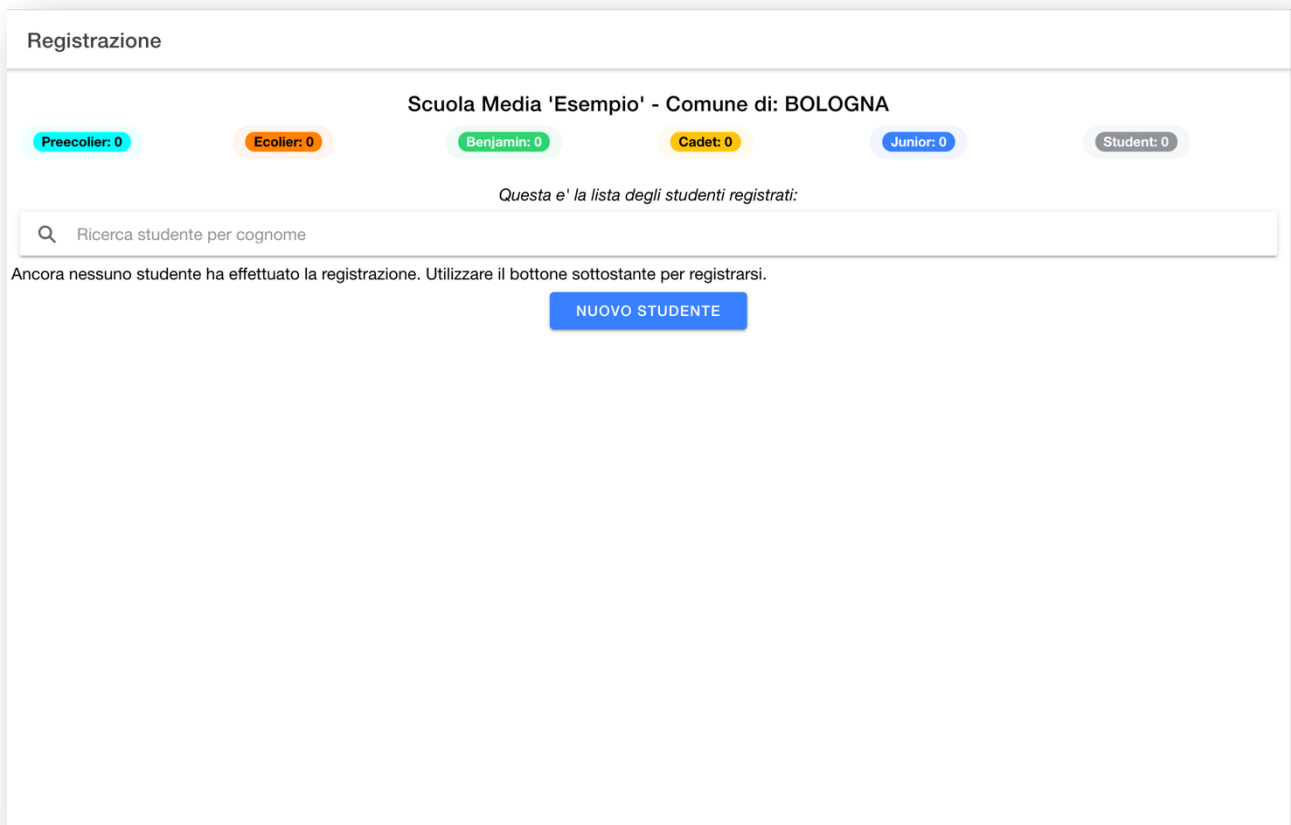 Registrazione
Scuola Media 'Esempio' - Comune di: BOLOGNA
Preecolier: 0 Ecolier: 0 Benjamin: 0 Cadet: 0 Junior: 0 Student: 0
Questa e' la lista degli studenti registrati:
Ricerca studente per cognome
Ancora nessuno studente ha effettuato la registrazione. Utilizzare il bottone sottostante per registrarsi.
NUOVO STUDENTE